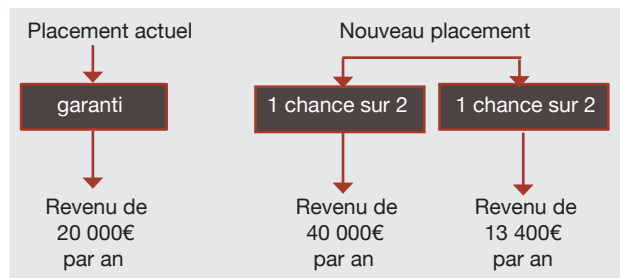 Placement actuel
Nouveau placement
garanti
1 chance sur 2
1 chance sur 2
Revenu de
20 000€
par an
Revenu de
40 000€
par an
Revenu de
13 400€
par an